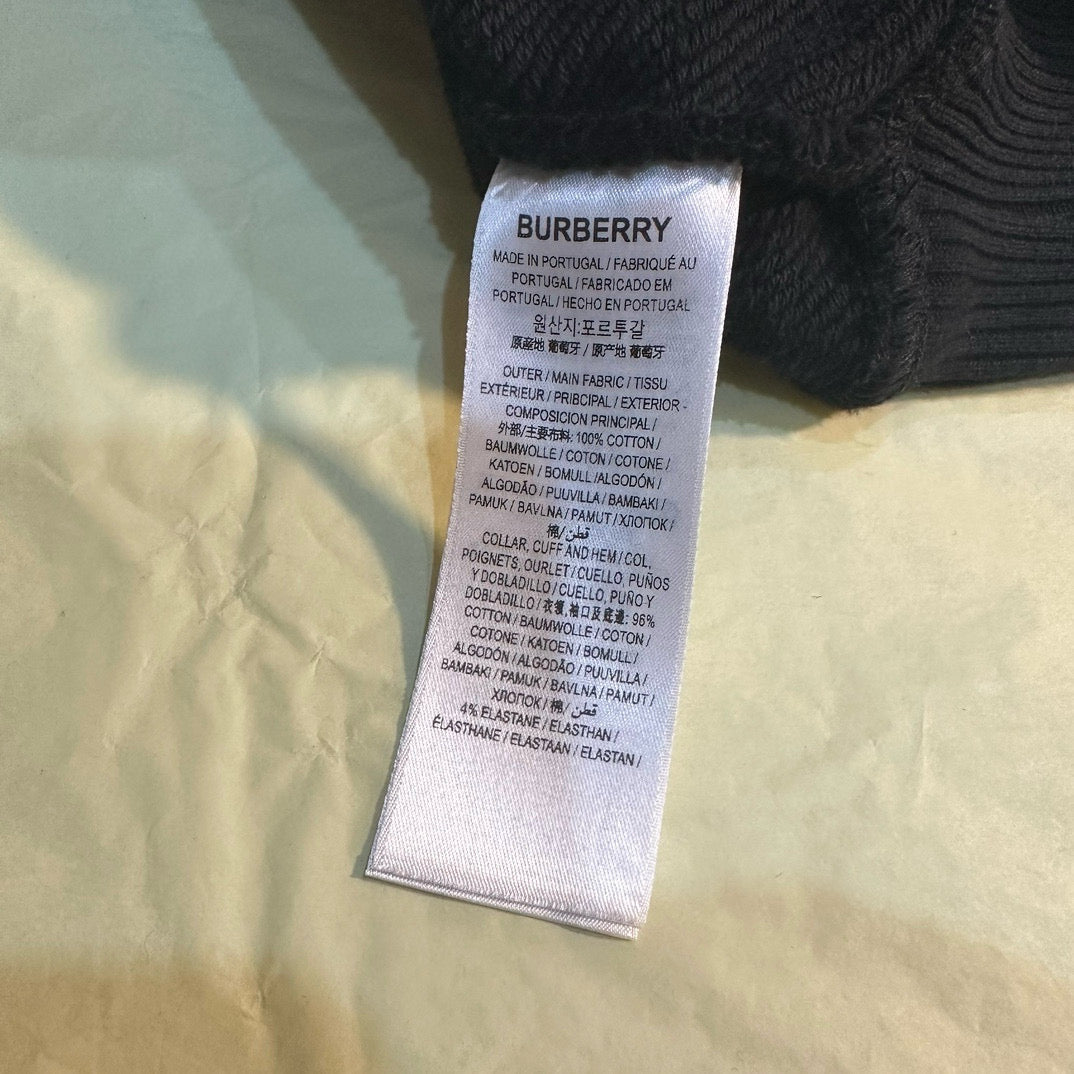 BURBERRY
MADE IN PORTUGAL / FABRIQUÉ AU
PORTUGAL / FABRICADO EM
PORTUGAL / HECHO EN PORTUGAL
원산지:포르투갈
原産地 葡萄牙 / 原产地 葡萄牙
OUTER / MAIN FABRIC / TISSU
EXTÉRIEUR / PRIBCIPAL / EXTERIOR -
COMPOSICION PRINCIPAL /
外部/主要布料: 100% COTTON /
BAUMWOLLE / COTON / COTONE /
KATOEN / BOMULL /ALGODÓN /
ALGODÃO / PUUVILLA / BAMBAKI /
PAMUK / BAVLNA / PAMUT / ХЛОПОК /
棉/ قطن
COLLAR, CUFF AND HEM / COL,
POIGNETS, OURLET / CUELLO, PUÑOS
Y DOBLADILLO / CUELLO, PUÑO Y
DOBLADILLO / 衣领,袖口及底邊: 96%
COTTON / BAUMWOLLE / COTON /
COTONE / KATOEN / BOMULL /
ALGODÓN / ALGODÃO / PUUVILLA /
BAMBAKI / PAMUK / BAVLNA / PAMUT /
ХЛОПОК / 棉/ قطن
4% ELASTANE / ELASTHAN /
ÉLASTHANE / ELASTAAN / ELASTAN /